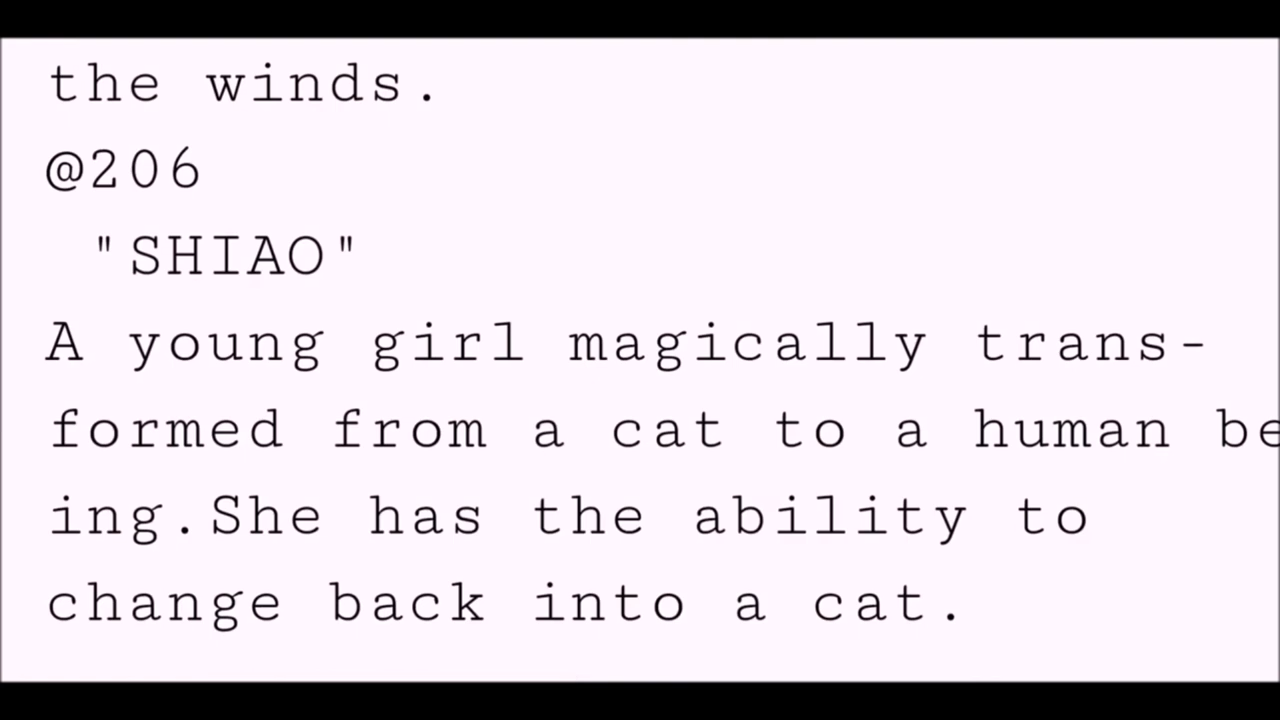 the winds.
@206
"SHIAO"
A young girl magically trans-
formed from a cat to a human be
ing.She has the ability to
change back into a cat.